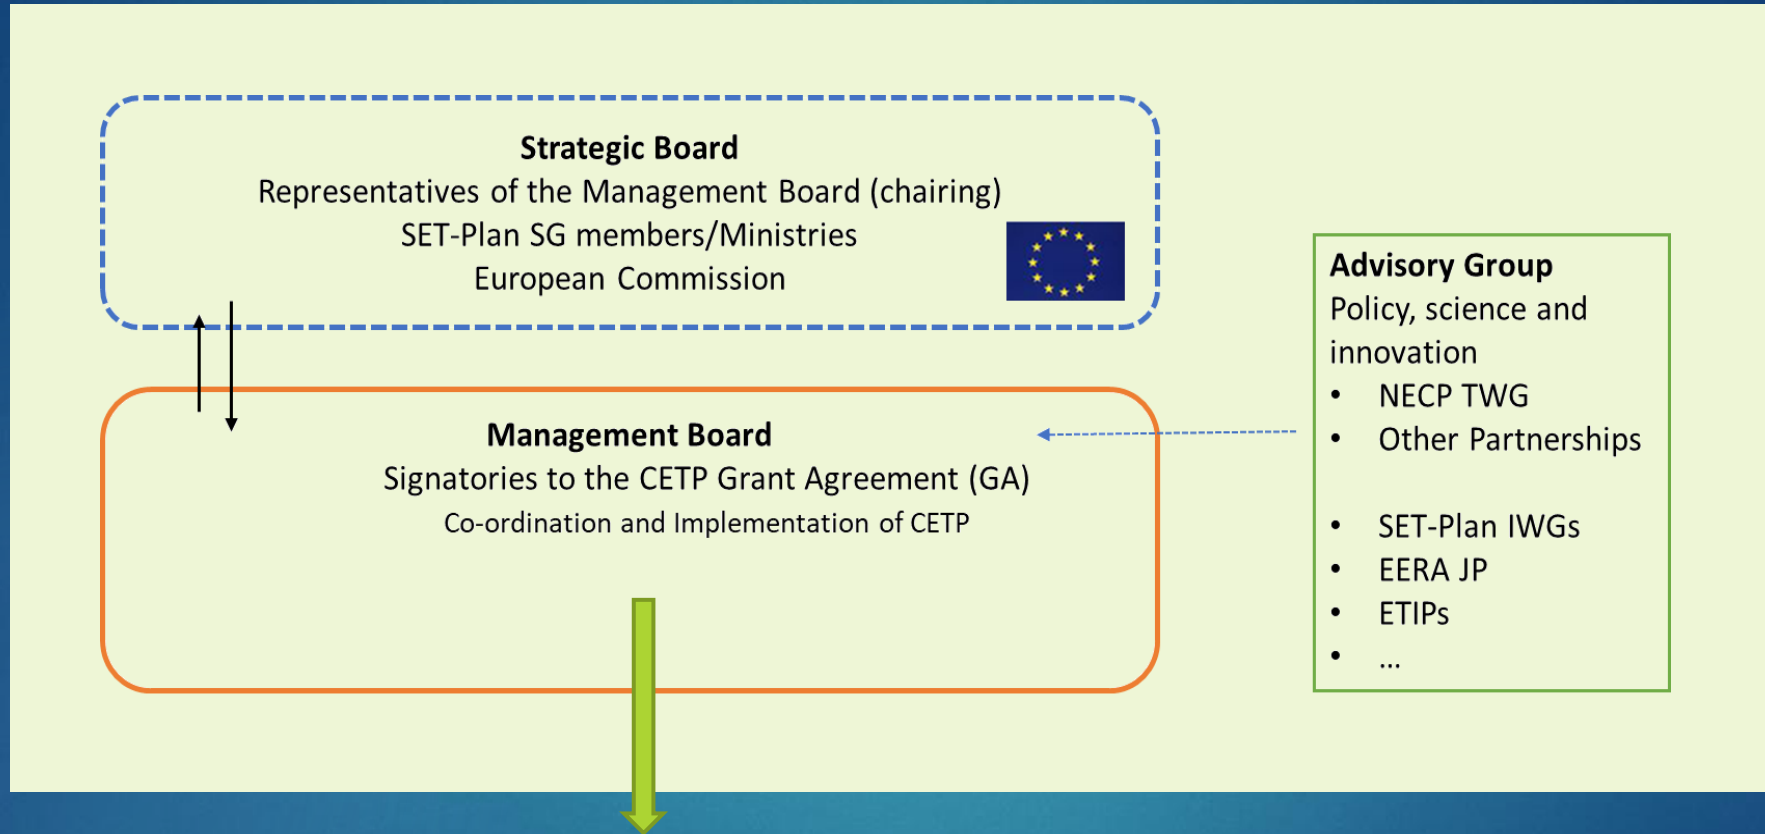 Strategic Board
Representatives of the Management Board (chairing)
SET-Plan SG members/Ministries
European Commission
Management Board
Signatories to the CETP Grant Agreement (GA)
Co-ordination and Implementation of CETP
Advisory Group
Policy, science and
innovation
• NECP TWG
• Other Partnerships
• SET-Plan IWGs
• EERA JP
• ETIPs
• ...